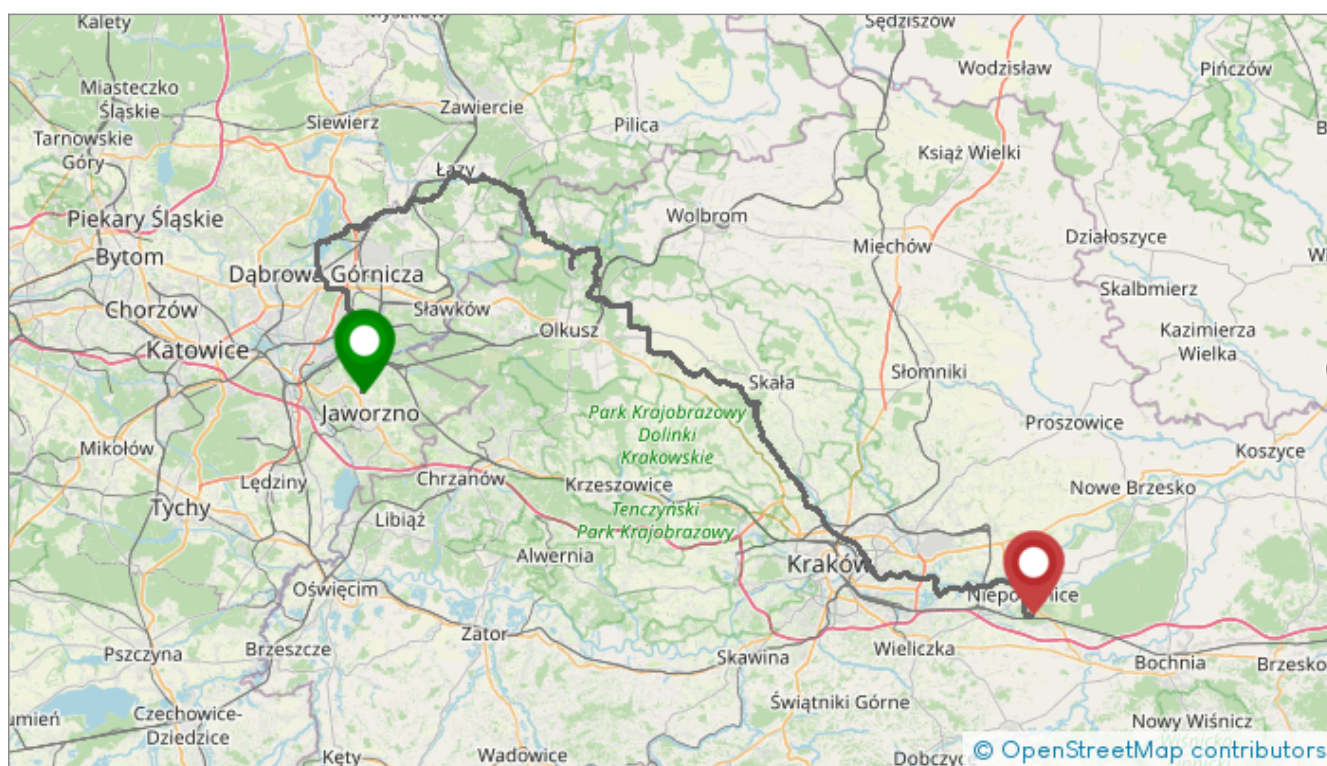 Kalety
Myszków
Sędziszów
Wodzisław
Pińczów
Miasteczko
Śląskie
Zawiercie
Siewierz
Pilica
Tarnowskie
Góry
Książ Wielki
Łazy
Piekary Śląskie
Wolbrom
Miechów
Działoszyce
Bytom
Dąbrowa Górnicza
Skalbmierz
Chorzów
Sławków
Olkusz
Kazimierza
Wielka
Katowice
Skała
Słomniki
Jaworzno
Park Krajobrazowy
Dolinki
Krakowskie
Proszowice
Mikołów
Koszyce
Lędziny
Chrzanów
Krzeszowice
Nowe Brzesko
Tychy
Libiąż
Tenczyński
Park Krajobrazowy
Alwernia
Kraków
Oświęcim
Zator
Wieliczka
Pszczyna
Brzeszcze
Skawina
Bochnia
Brzesko
Świątniki Górne
Czechowice-
Dziedzice
Nowy Wiśnicz
Kęty
Wadowice
Dobczyce
© OpenStreetMap contributors